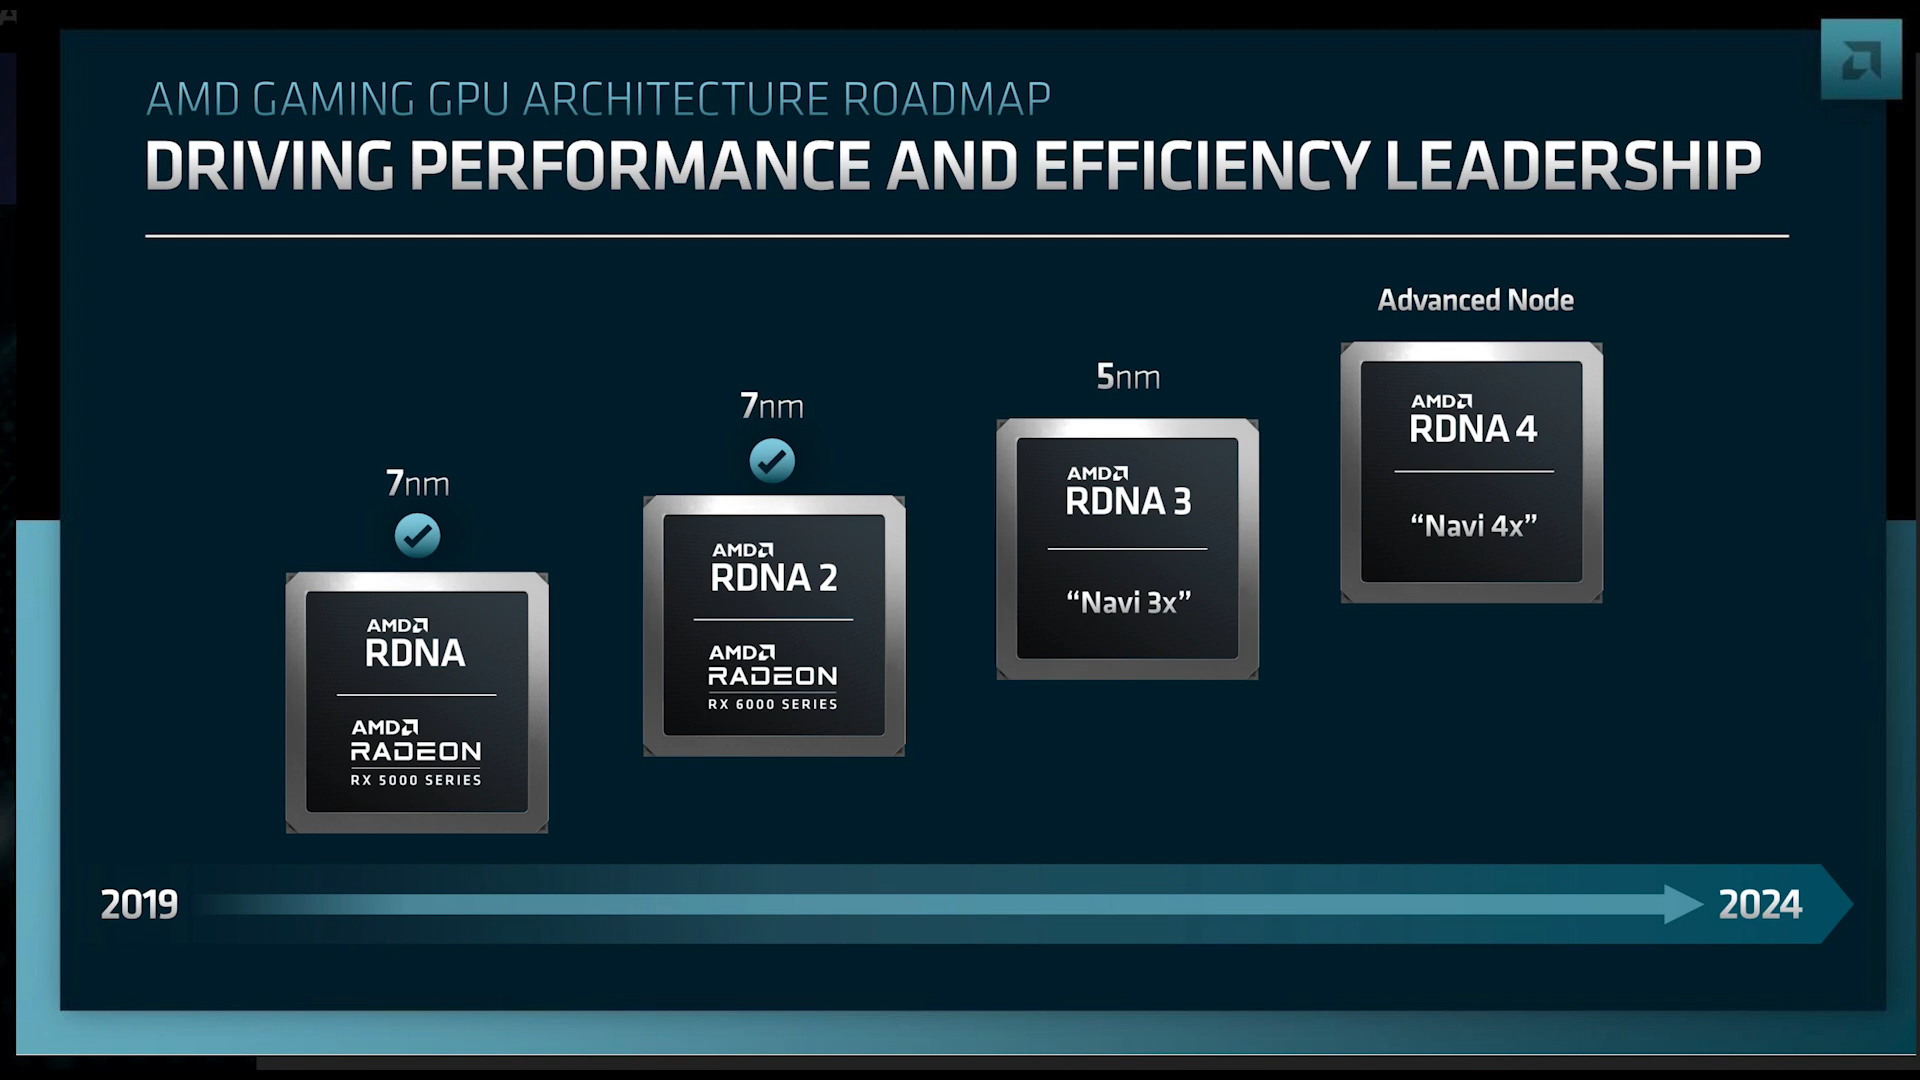 AMD GAMING GPU ARCHITECTURE ROADMAP
DRIVING PERFORMANCE AND EFFICIENCY LEADERSHIP
7nm
AMD
RDNA
AMD
RADEON
RX 5000 SERIES
7nm
AMD
RDNA 2
AMD
RADEON
RX 6000 SERIES
5nm
AMD
RDNA 3
“Navi 3x”
Advanced Node
AMD
RDNA 4
“Navi 4x”
2019
2024